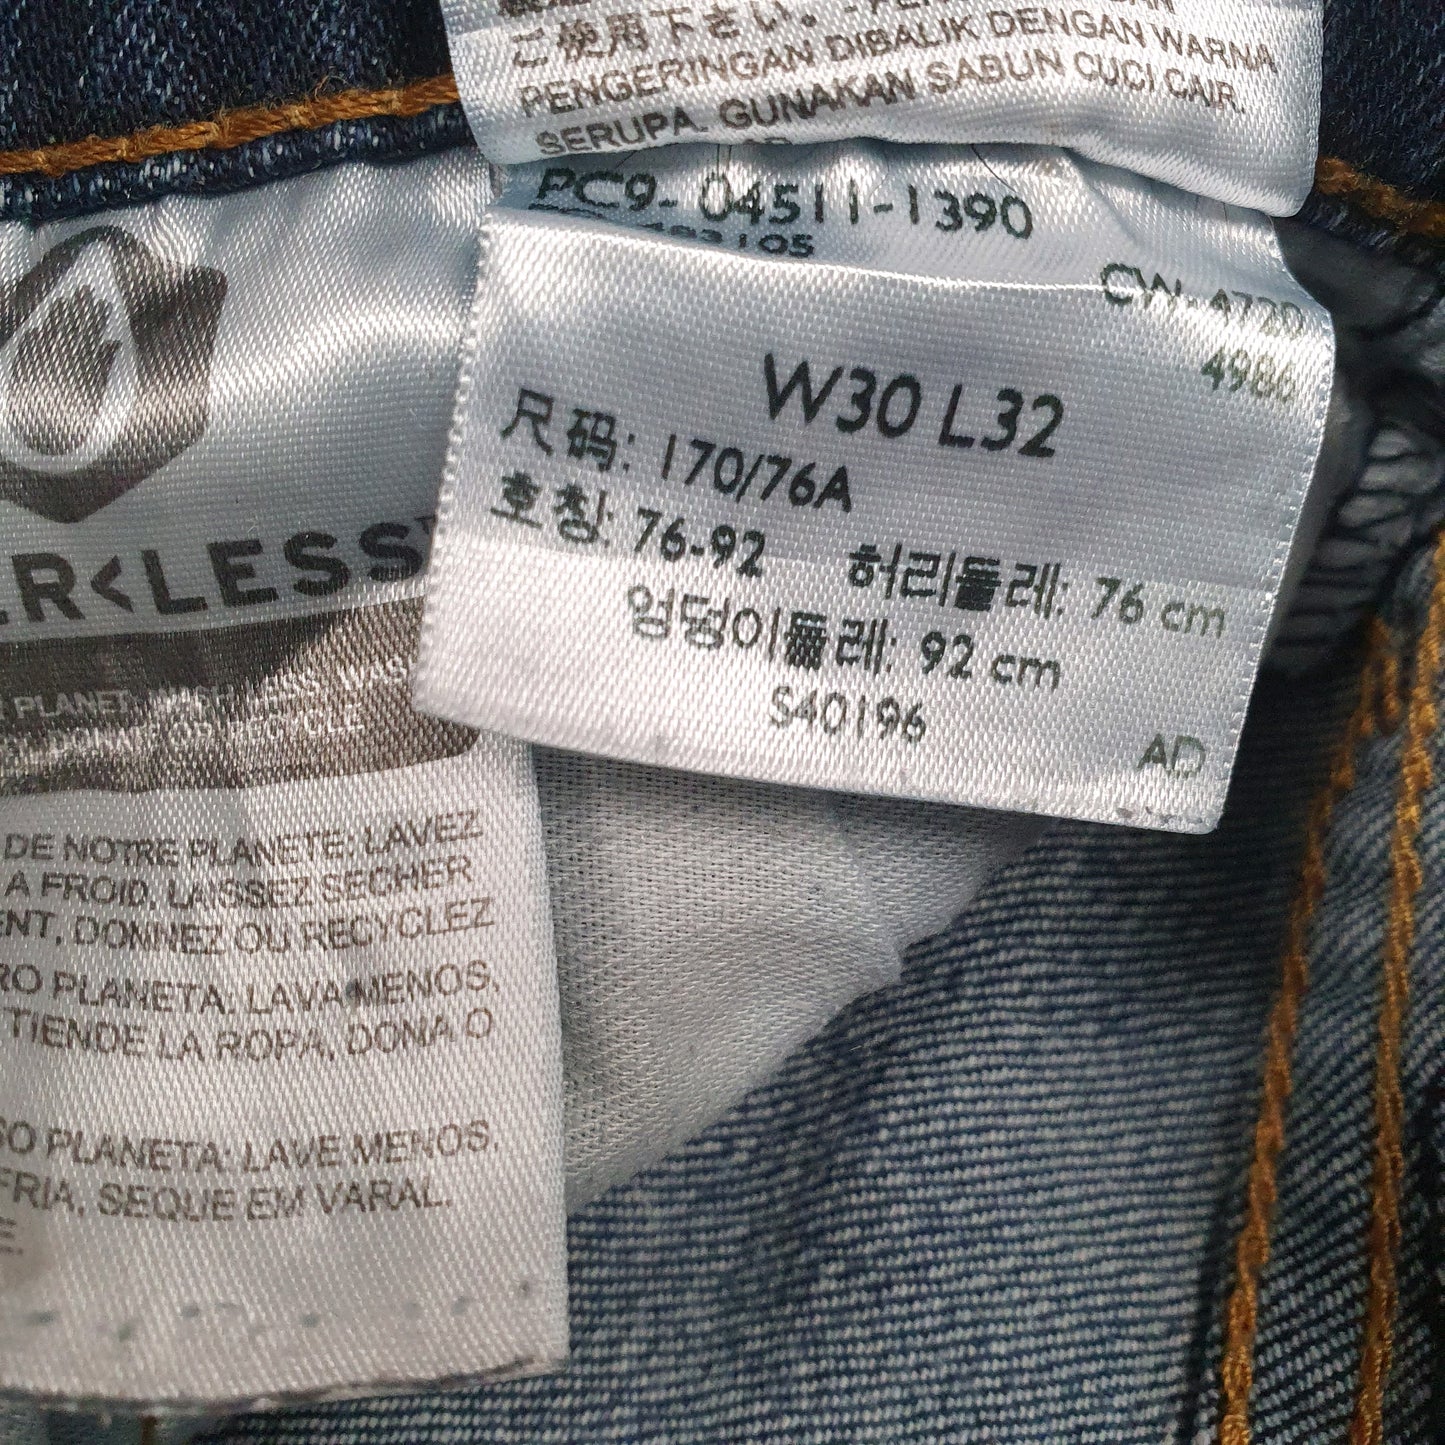 ご使用下さい。
PENGERINGAN DIBALIK DENGAN WARNA
SERUPA. GUNAKAN SABUN CUCI CAIR.
PC9-04511-1390
CW-4720
4986
W30 L32
尺码: 170/76A
호칭: 76-92 허리둘레: 76 cm
엉덩이둘레: 92 cm
S40196
AD
R<LESS
PLANET
RECYCLE
DE NOTRE PLANETE: LAVEZ
A FROID, LAISSEZ SECHER
ENT, DONNEZ OU RECYCLEZ
RO PLANETA: LAVA MENOS,
TIENDE LA ROPA, DONA O
SO PLANETA: LAVE MENOS,
FRIA, SEQUE EM VARAL.
E.